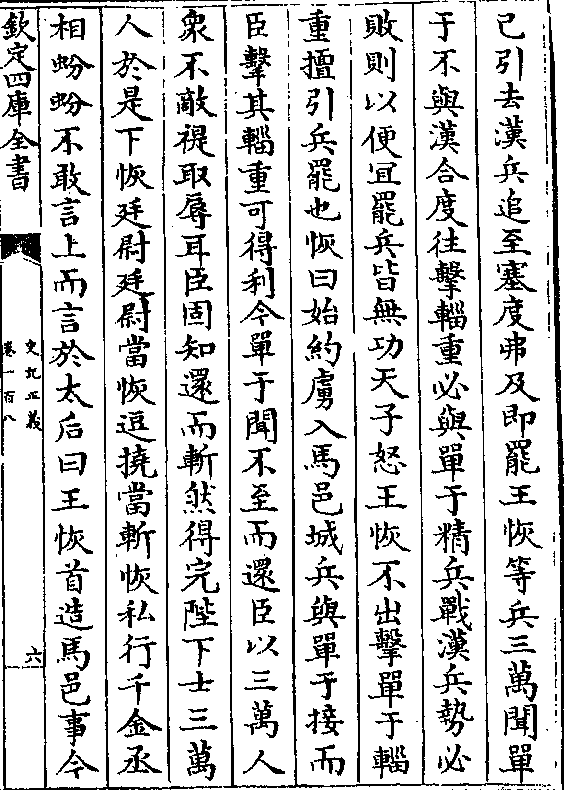 己引去漢兵追至塞度弗及即罷王恢等兵三萬聞單
于不與漢合度往擊輜重必與單于精兵戰漢兵勢必
敗則以便宜罷兵皆無功天子怒王恢不出擊單于輜
重擅引兵罷也恢曰始約虜入馬邑城兵與單于接而
臣擊其輜重可得利今單于聞不至而還臣以三萬人
衆不敵禔取辱耳臣固知還而斬然得完陛下士三萬
人於是下恢廷尉廷尉當恢逗撓當斬恢私行千金丞
相蚡蚡不敢言上而言於太后曰王恢首造馬邑事今
欽定四庫全書
史記正義
卷一百八
六